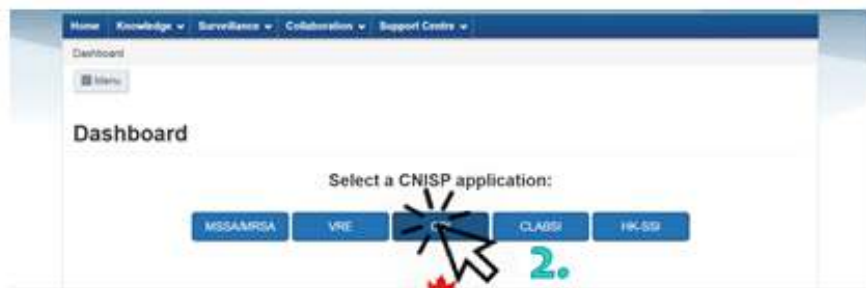 Home Knowledge Surveillance Collaboration Support Centre
Dashboard
Menu
Dashboard
Select a CNISP application:
MSSA/MRSA VRE CLABSI HK-SSI
2.